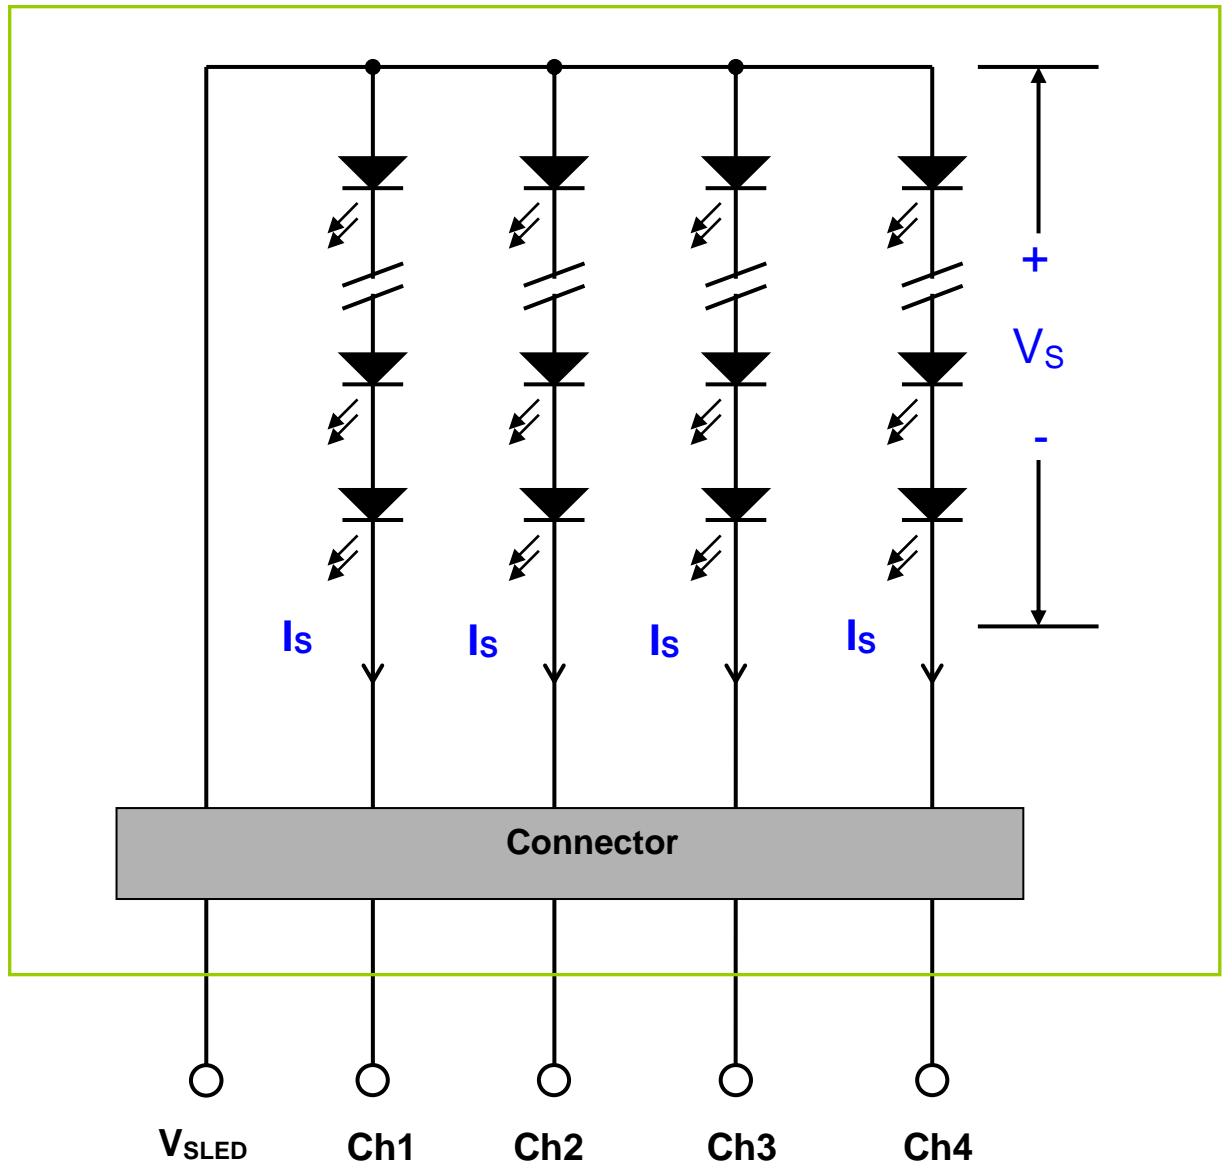 +
VS
-
IS IS IS IS
Connector
VSLED Ch1 Ch2 Ch3 Ch4